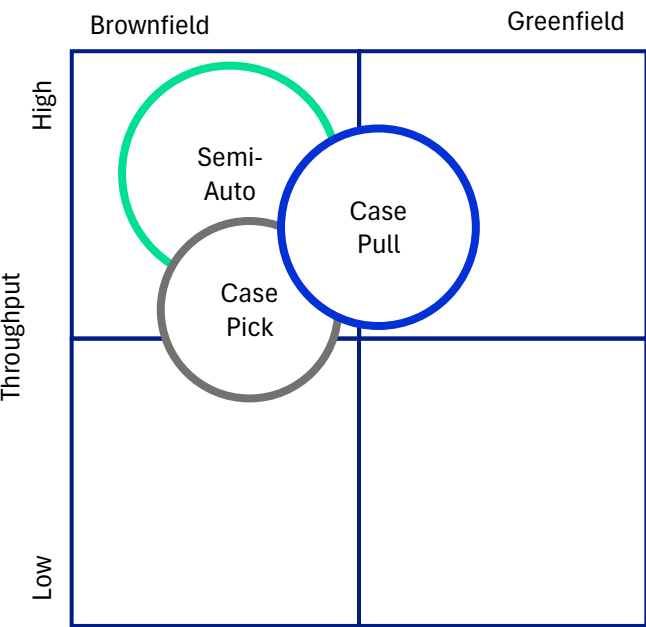 Brownfield
Greenfield
High
Semi-
Auto
Case
Pull
Case
Pick
Throughput
Low